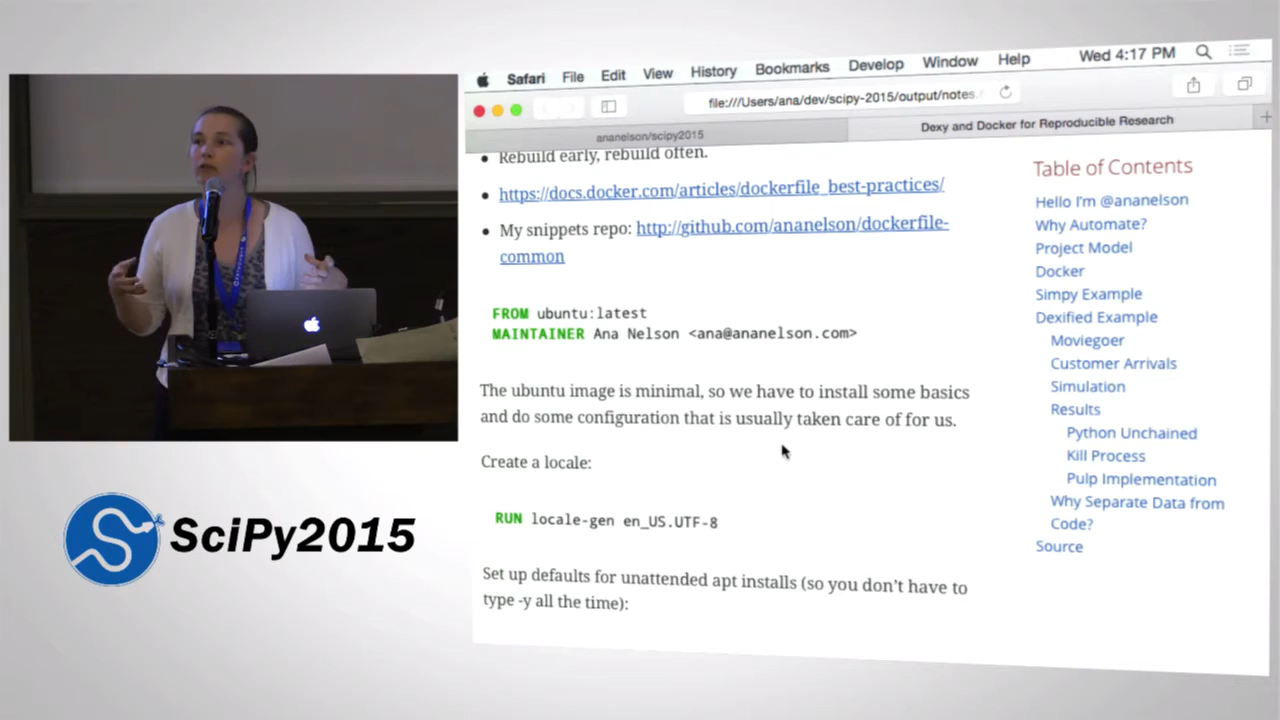 Safari File Edit View History Bookmarks Develop Window Help Wed 4:17 PM
file:///Users/ana/dev/scipy-2015/output/notes.
ananelson/scipy2015
Dexy and Docker for Reproducible Research
Rebuild early, rebuild often.
https://docs.docker.com/articles/dockerfile_best-practices/
My snippets repo: http://github.com/ananelson/dockerfile-
common
FROM ubuntu:latest
MAINTAINER Ana Nelson <ana@ananelson.com>
The ubuntu image is minimal, so we have to install some basics
and do some configuration that is usually taken care of for us.
Create a locale:
RUN locale-gen en_US.UTF-8
Set up defaults for unattended apt installs (so you don't have to
type -y all the time):
Table of Contents
Hello I'm @ananelson
Why Automate?
Project Model
Docker
Simpy Example
Dexified Example
Moviegoer
Customer Arrivals
Simulation
Results
Python Unchained
Kill Process
Pulp Implementation
Why Separate Data from
Code?
Source
SciPy2015